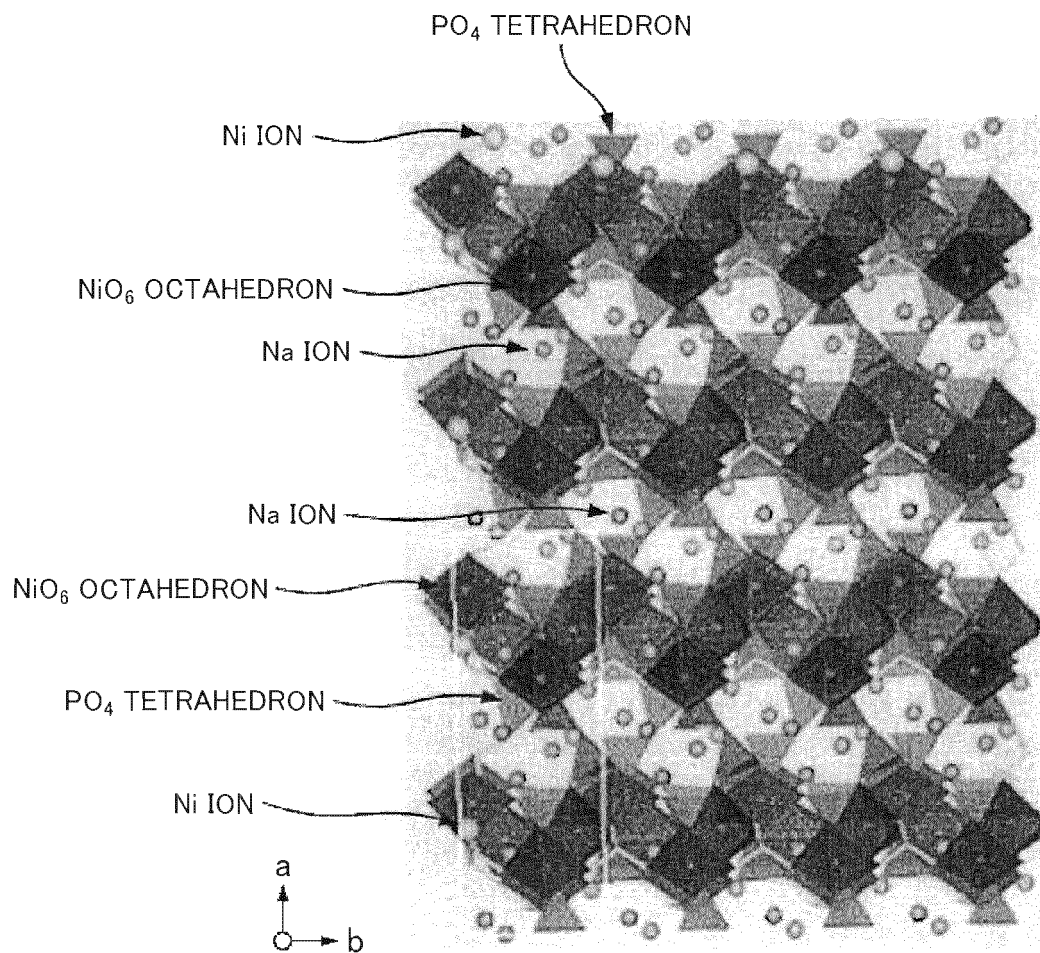 PO₄ TETRAHEDRON
Ni ION
NiO₆ OCTAHEDRON
Na ION
Na ION
NiO₆ OCTAHEDRON
PO₄ TETRAHEDRON
Ni ION
a
b